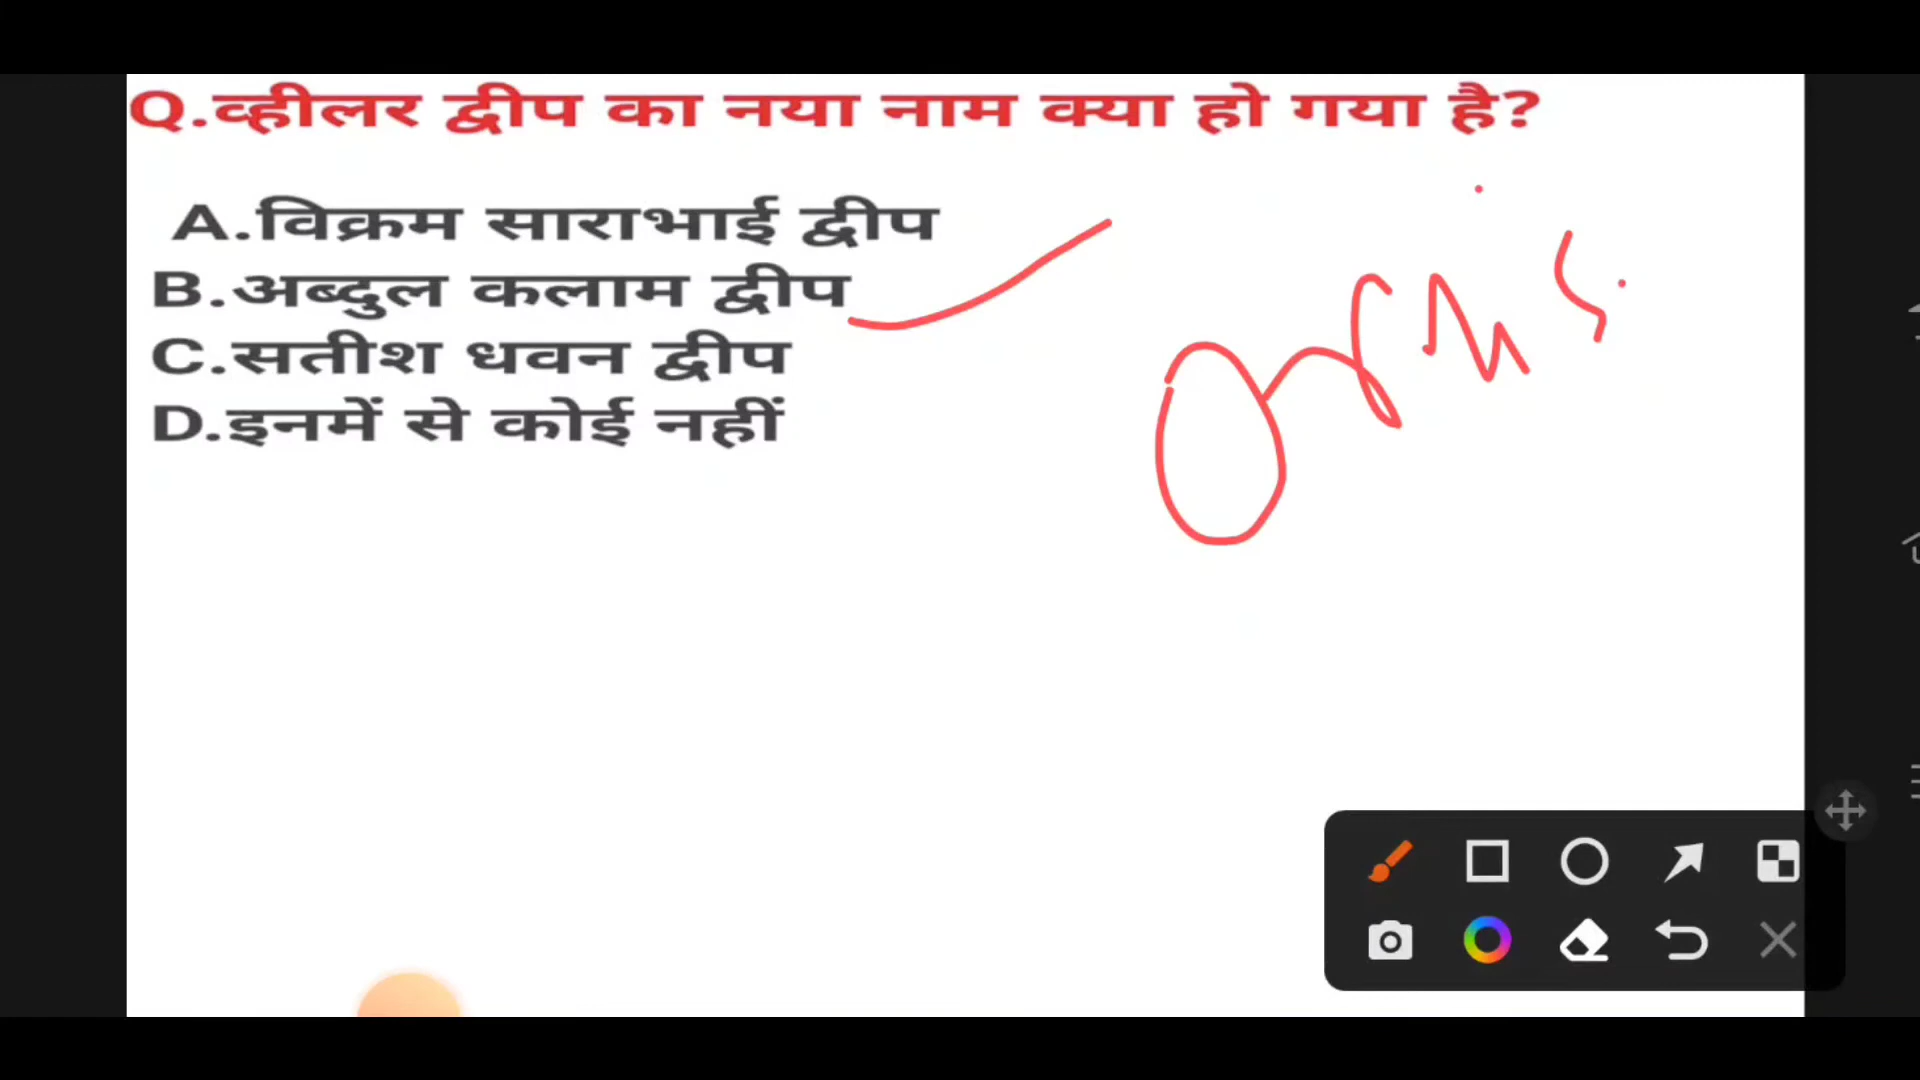 Q.व्हीलर द्वीप का नया नाम क्या हो गया है?
A.विक्रम साराभाई द्वीप
B.अब्दुल कलाम द्वीप
C.सतीश धवन द्वीप
D.इनमें से कोई नहीं